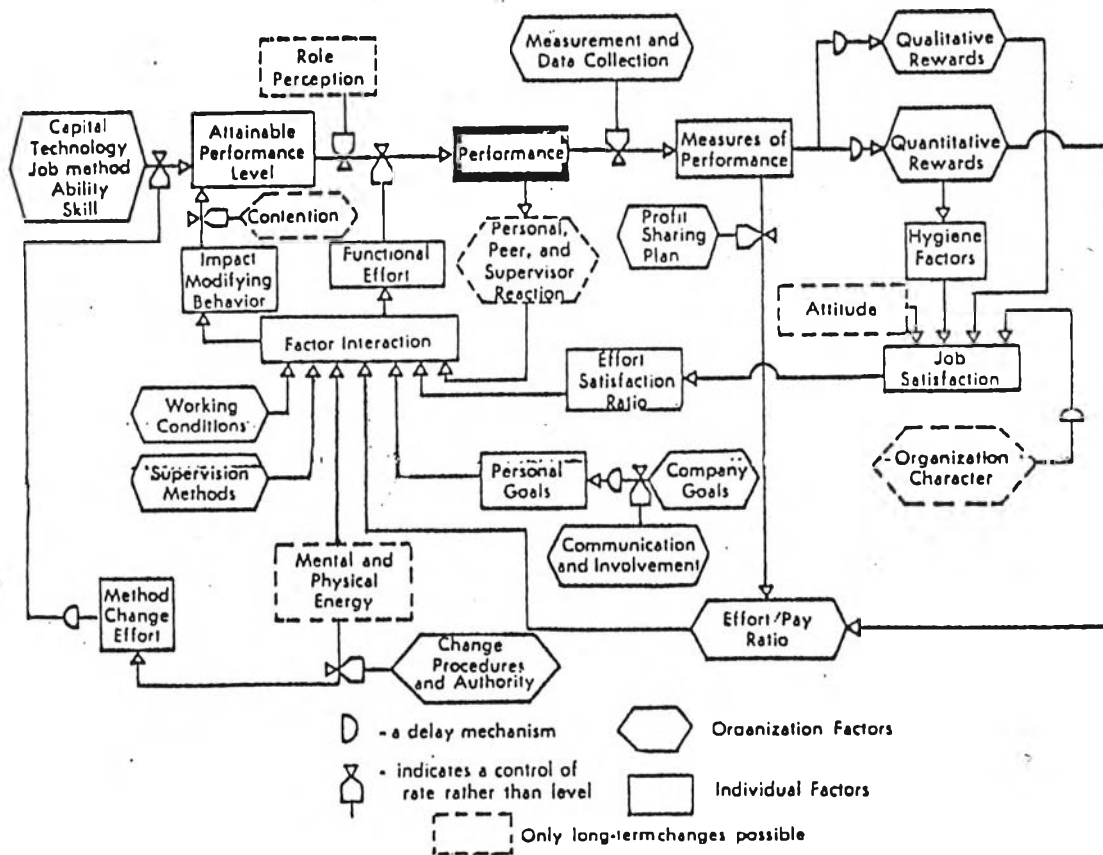 Measurement and
Data Collection
Qualitative
Rewards
Role
Perception
Capital
Technology
Job method
Ability
Skill
Attainable
Performance
Level
Performance
Measures of
Performance
Quantitative
Rewards
Contention
Impact
Modifying
Behavior
Functional
Effort
Personal,
Peer, and
Supervisor
Reaction
Profit
Sharing
Plan
Hygiene
Factors
Attitude
Factor Interaction
Effort
Satisfaction
Ratio
Job
Satisfaction
Working
Conditions
Supervision
Methods
Personal
Goals
Company
Goals
Organization
Character
Communication
and Involvement
Mental and
Physical
Energy
Method
Change
Effort
Effort/Pay
Ratio
Change
Procedures
and Authority
- a delay mechanism
Organization Factors
- indicates a control of
rate rather than level
Individual Factors
Only long-term changes possible